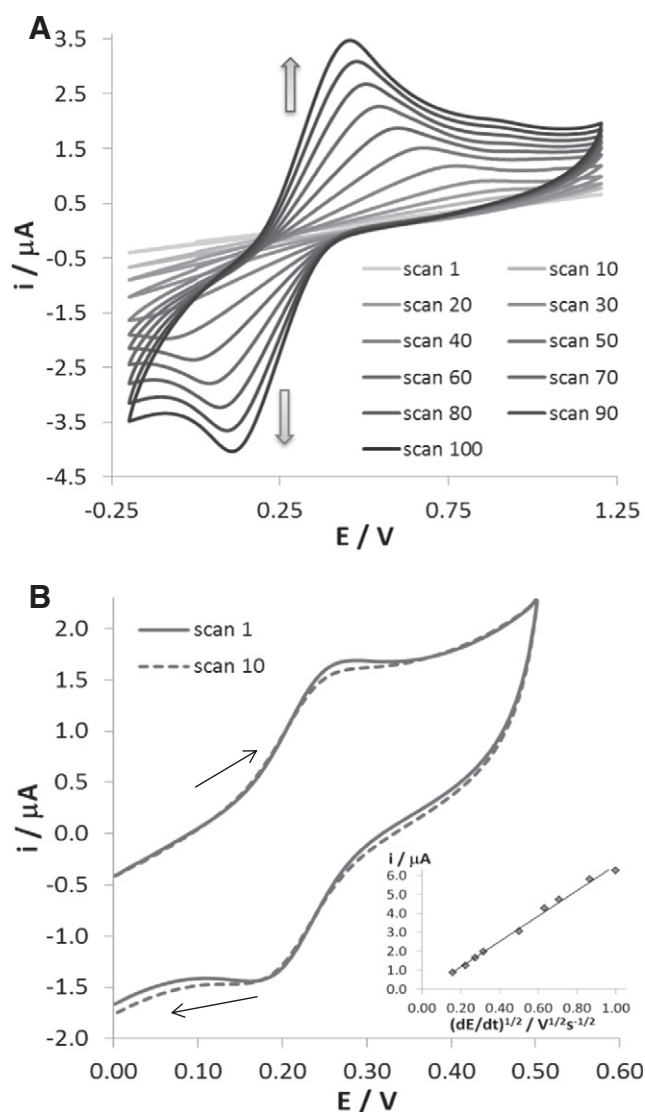 A
3.5
2.5
1.5
0.5
-0.5
-1.5
-2.5
-3.5
-4.5
i / µA
scan 1 scan 10
scan 20 scan 30
scan 40 scan 50
scan 60 scan 70
scan 80 scan 90
scan 100
-0.25 0.25 0.75 1.25
E / V
B
2.0
1.5
1.0
0.5
0.0
-0.5
-1.0
-1.5
-2.0
i / µA
scan 1
scan 10
i / µA
6.0
5.0
4.0
3.0
2.0
1.0
0.0
0.00 0.20 0.40 0.60 0.80 1.00
(dE/dt)1/2 / V1/2s-1/2
0.00 0.10 0.20 0.30 0.40 0.50 0.60
E / V